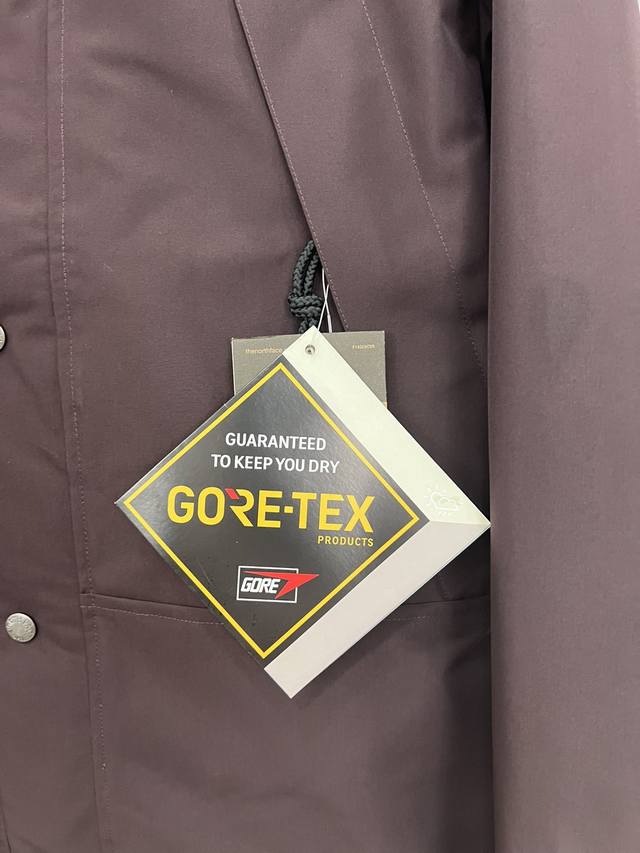 thenorthface
GUARANTEED
TO KEEP YOU DRY
GORE-TEX
PRODUCTS
GORE